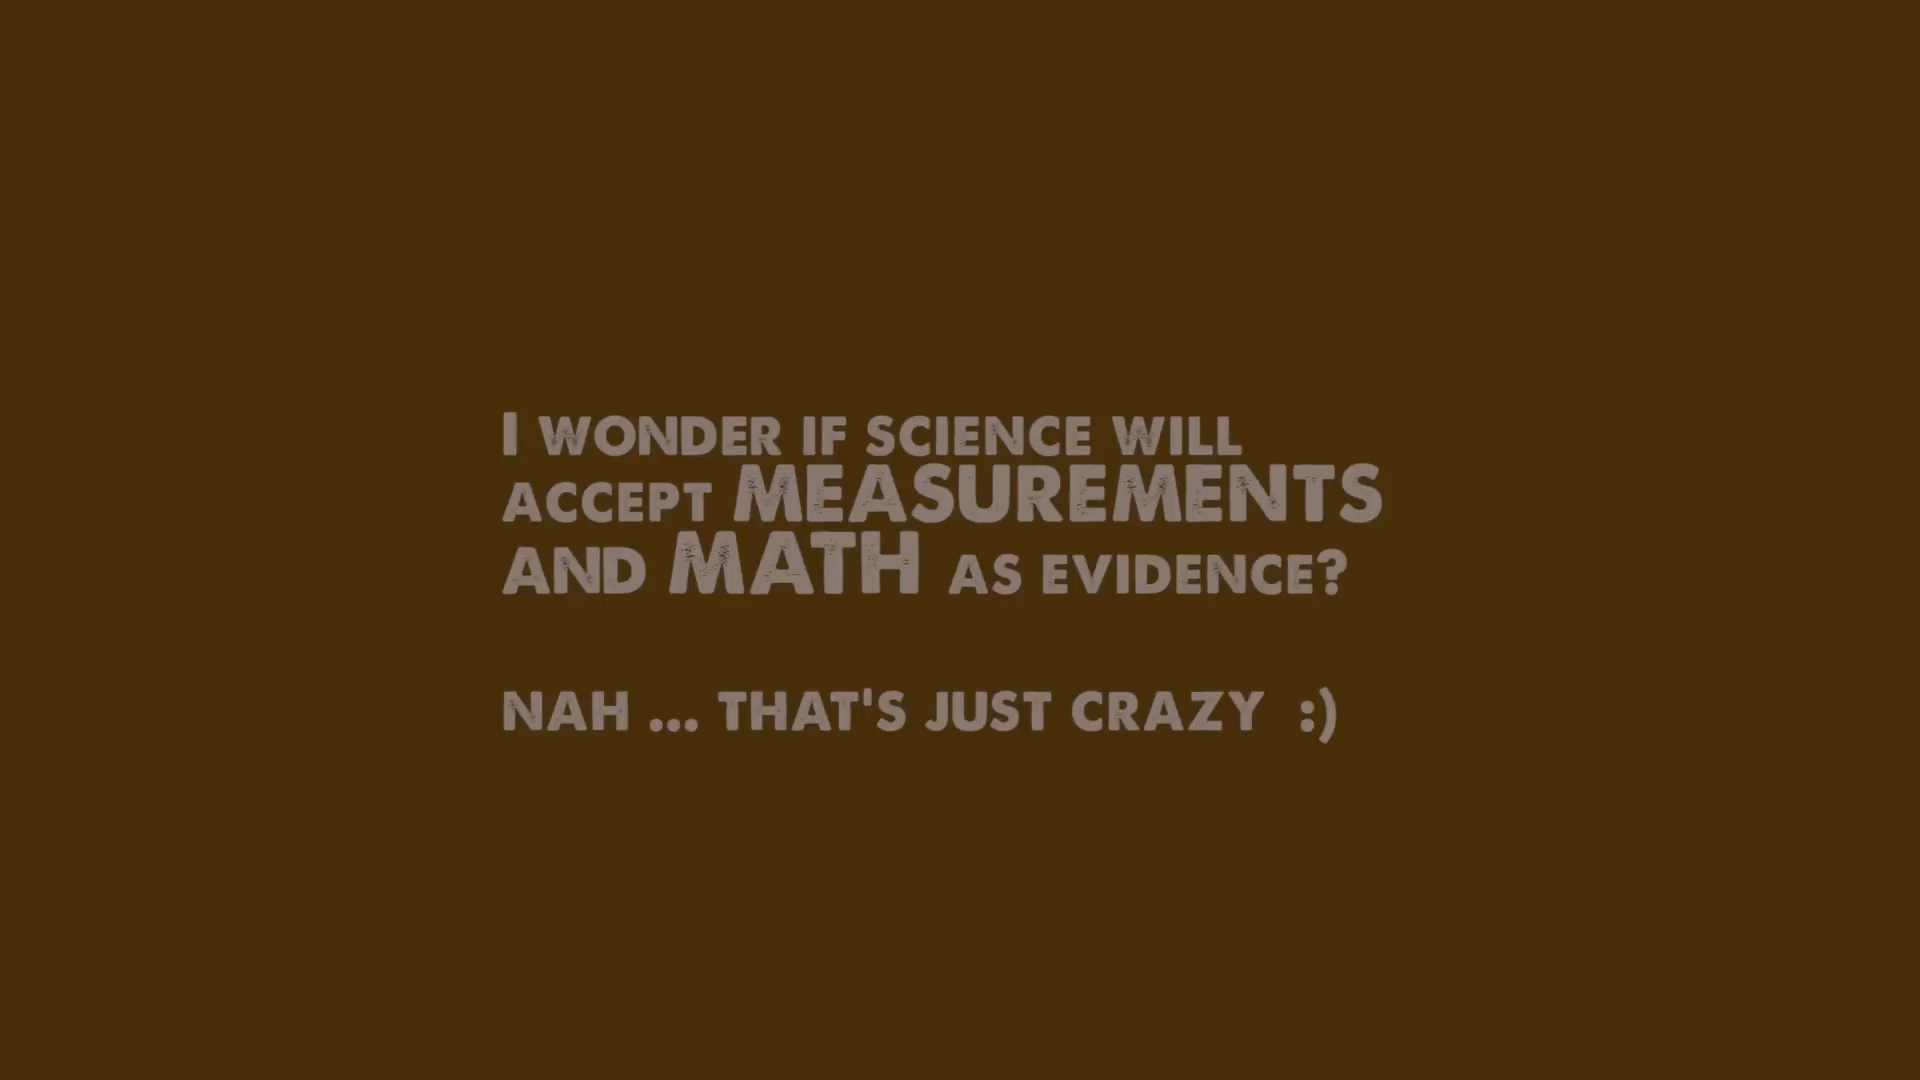 I WONDER IF SCIENCE WILL
ACCEPT MEASUREMENTS
AND MATH AS EVIDENCE?
NAH ... THAT'S JUST CRAZY :)